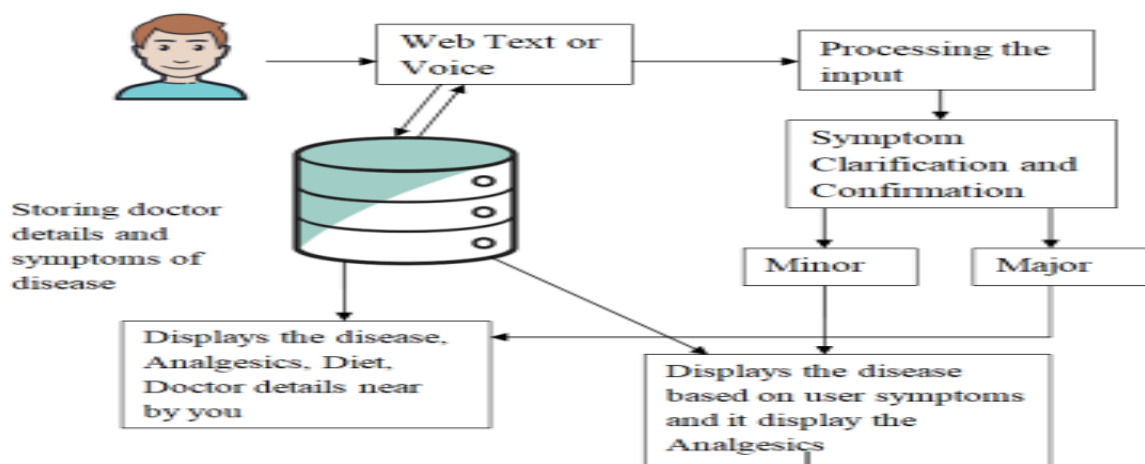 Web Text or
Voice
Processing the
input
Symptom
Clarification and
Confirmation
Storing doctor
details and
symptoms of
disease
Minor
Major
Displays the disease,
Analgesics, Diet,
Doctor details near
by you
Displays the disease
based on user symptoms
and it display the
Analgesics